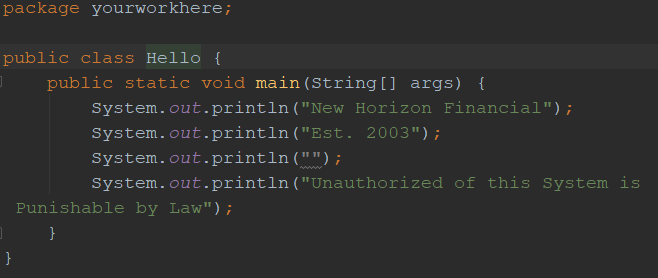 package yourworkhere;
public class Hello {
public static void main(String[] args) {
System.out.println("New Horizon Financial");
System.out.println("Est. 2003");
System.out.println("");
System.out.println("Unauthorized of this System is
Punishable by Law");
}
}